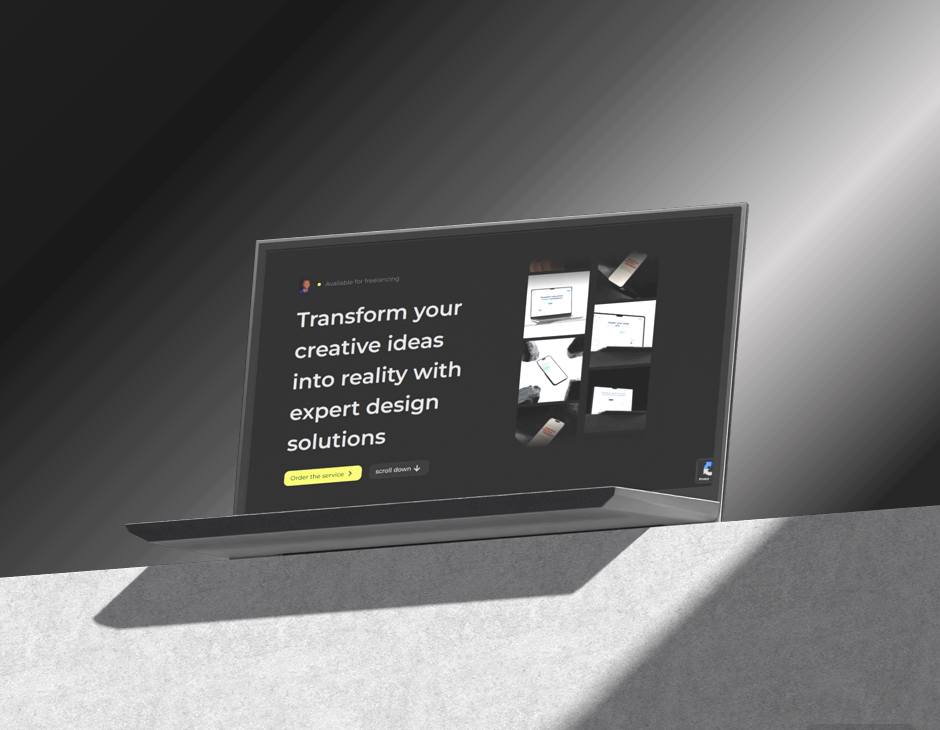 Available for freelancing
Transform your
creative ideas
into reality with
expert design
solutions
Order the service
scroll down